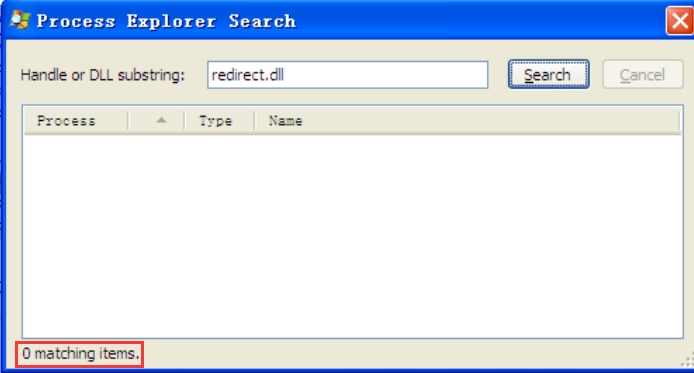 Process Explorer Search
Handle or DLL substring: redirect.dll Search Cancel
Process Type Name
0 matching items.